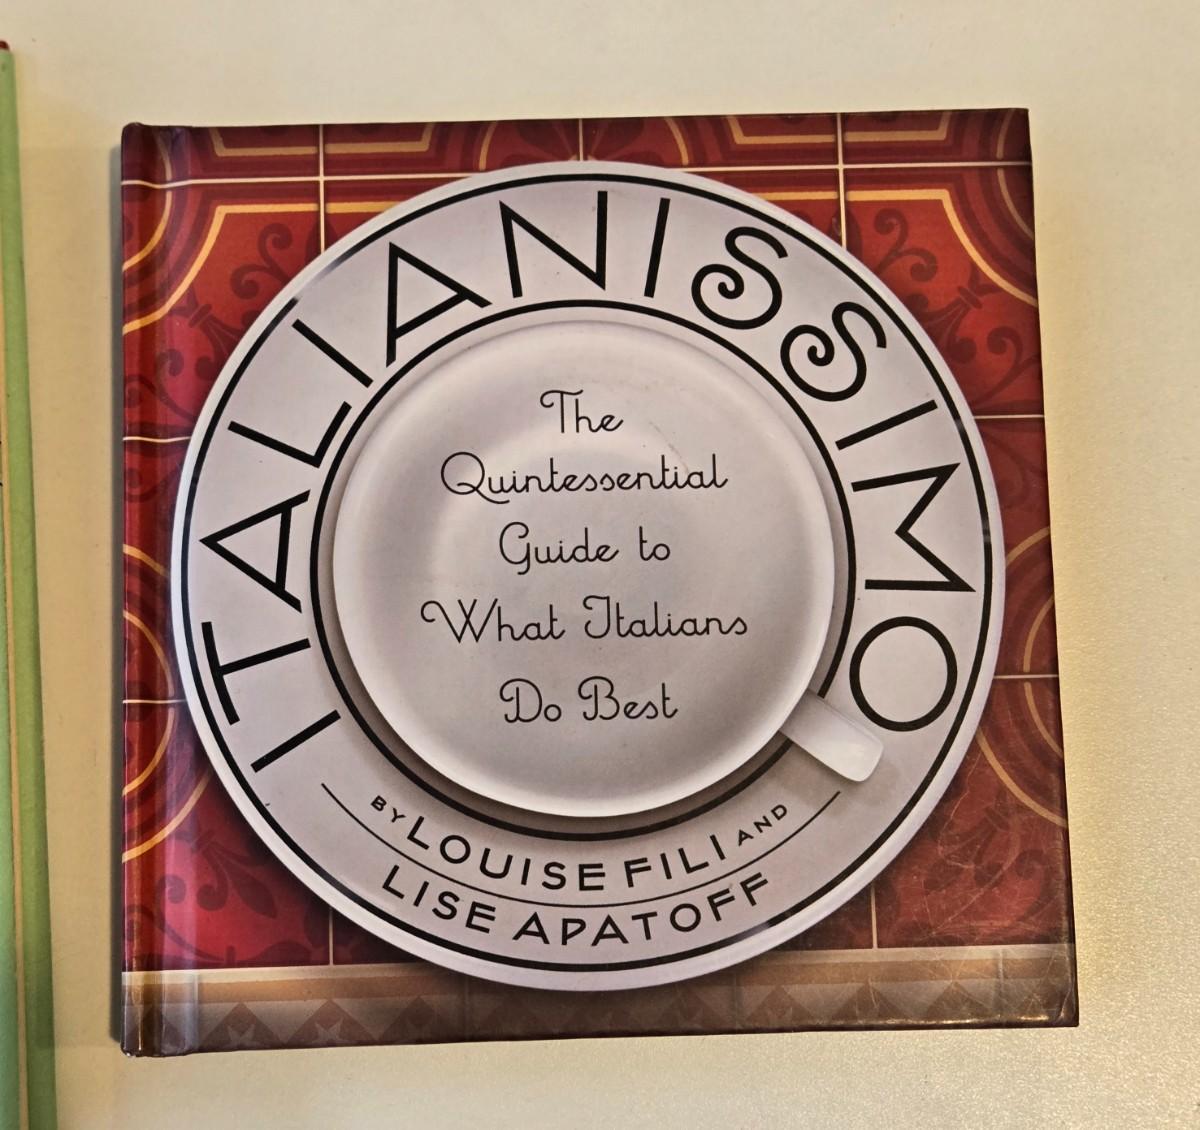 ITALIANISSIMO
The
Quintessential
Guide to
What Italians
Do Best
BY LOUISE FILI AND
LISE APATOFF